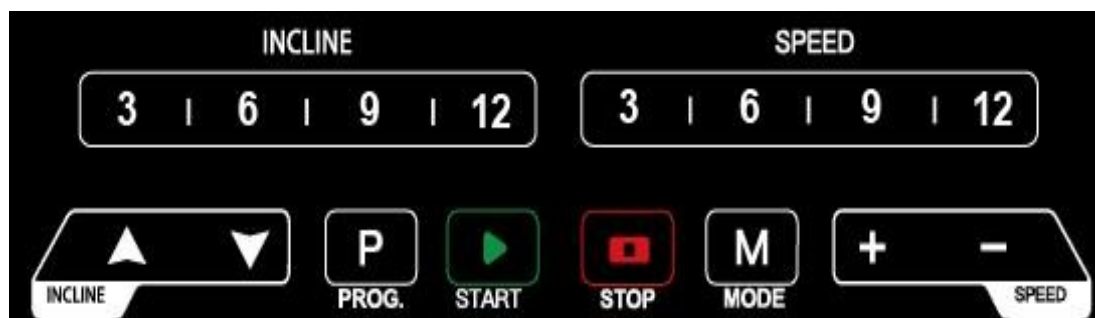 INCLINE SPEED
3 | 6 | 9 | 12 3 | 6 | 9 | 12
P M + -
INCLINE PROG. START STOP MODE SPEED